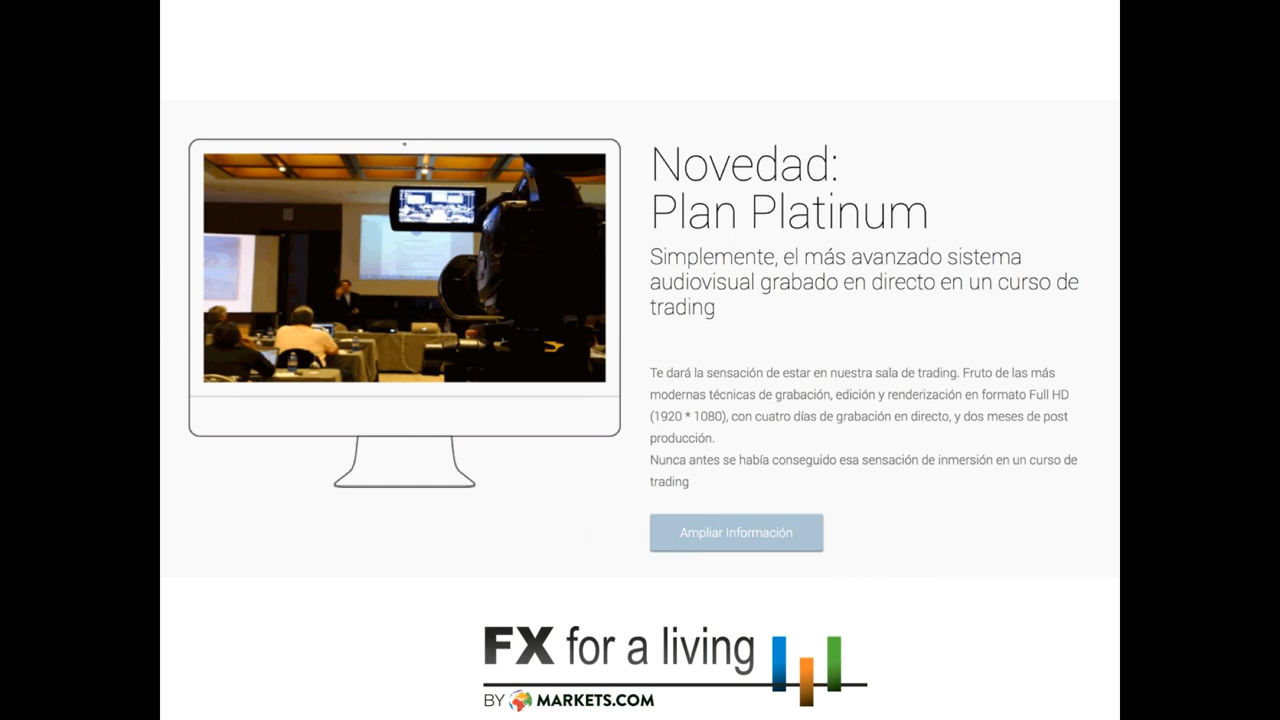 Novedad:
Plan Platinum
Simplemente, el más avanzado sistema
audiovisual grabado en directo en un curso de
trading
Te dará la sensación de estar en nuestra sala de trading. Fruto de las más
modernas técnicas de grabación, edición y renderización en formato Full HD
(1920 * 1080), con cuatro días de grabación en directo, y dos meses de post
producción.
Nunca antes se había conseguido esa sensación de inmersión en un curso de
trading
Ampliar Información
FX for a living
BY MARKETS.COM